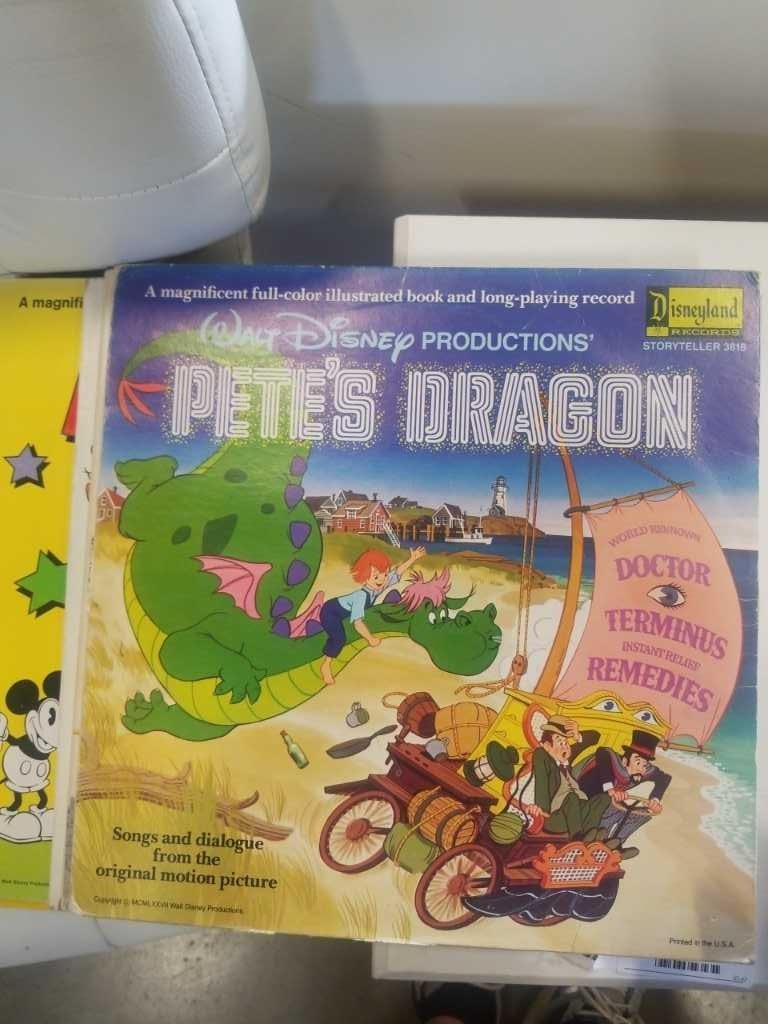 A magnifi
A magnificent full-color illustrated book and long-playing record
Disneyland
RECORDS
STORYTELLER 3818
Walt Disney PRODUCTIONS'
PETE'S DRAGON
WORLD RENOWN
DOCTOR
TERMINUS
INSTANT RELIEF
REMEDIES
Songs and dialogue
from the
original motion picture
Copyright © MCMLXXVII Walt Disney Productions
Printed in the U.S.A.